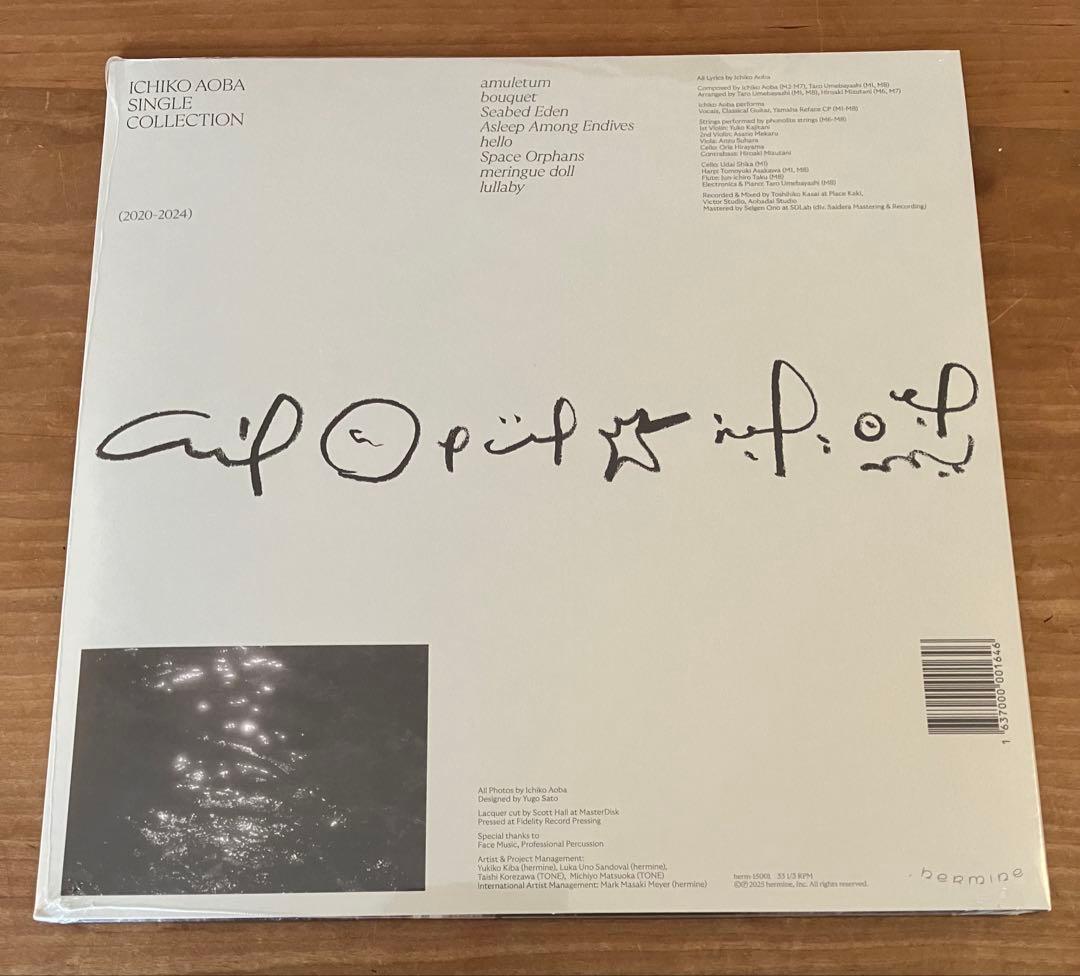 ICHIKO AOBA
SINGLE
COLLECTION
(2020-2024)
amuletum
bouquet
Seabed Eden
Asleep Among Endives
hello
Space Orphans
meringue doll
lullaby
All Lyrics by Ichiko Aoba
Composed by Ichiko Aoba (M2-M7), Taro Umebayashi (M1, M8)
Arranged by Taro Umebayashi (M1, M8), Hiroaki Mizutani (M6, M7)
Ichiko Aoba performs
Vocals, Classical Guitar, Yamaha Reface CP (M1-M8)
Strings performed by phonolite strings (M6-M8)
1st Violin: Yuko Kajitani
2nd Violin: Asano Mekaru
Viola: Anzu Suhara
Cello: Orie Hirayama
Contrabass: Hiroaki Mizutani
Cello: Udai Shika (M1)
Harp: Tomoyuki Asakawa (M1, M8)
Flute: Jun-ichiro Taku (M8)
Electronics & Piano: Taro Umebayashi (M8)
Recorded & Mixed by Toshihiko Kasai at Place Kaki,
Victor Studio, Aobadai Studio
Mastered by Seigen Ono at SDLab (div. Saidera Mastering & Recording)
1 637000 001646
All Photos by Ichiko Aoba
Designed by Yugo Sato
Lacquer cut by Scott Hall at MasterDisk
Pressed at Fidelity Record Pressing
Special thanks to
Face Music, Professional Percussion
Artist & Project Management:
Yukiko Kiba (hermine), Luka Uno Sandoval (hermine),
Taishi Korezawa (TONE), Michiyo Matsuoka (TONE)
International Artist Management: Mark Masaki Meyer (hermine)
herm-15001 33 1/3 RPM
©℗ 2025 hermine, Inc. All rights reserved.
hermine